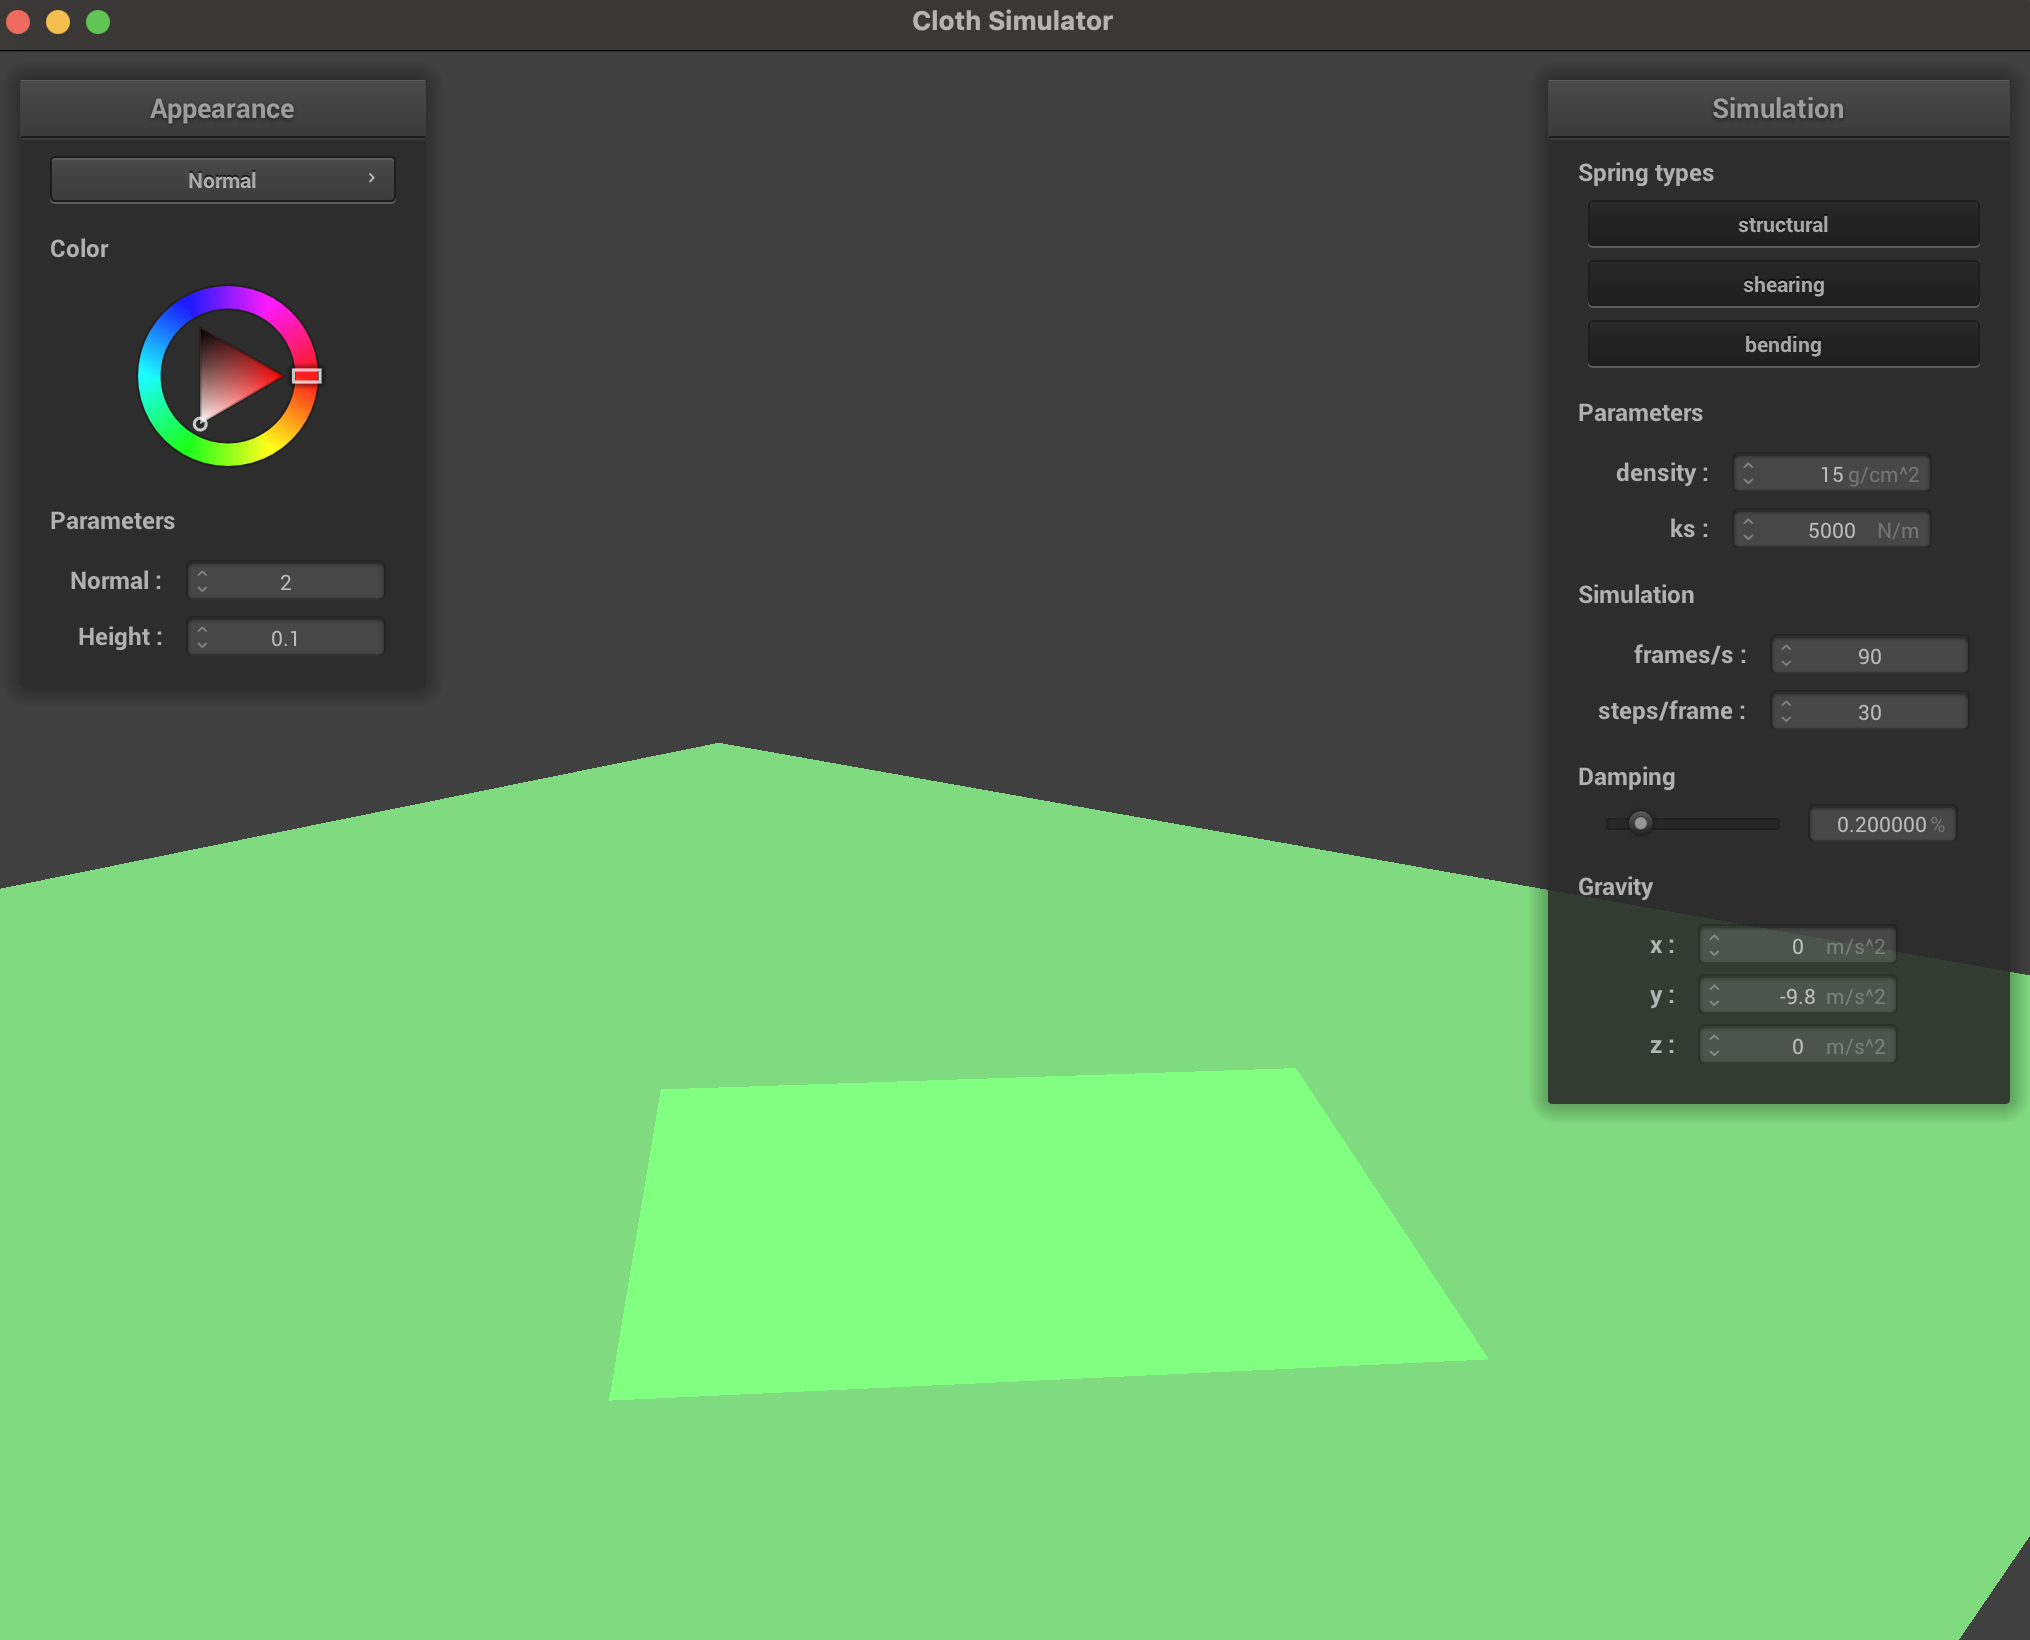 Cloth Simulator
Appearance
Normal
Color
Parameters
Normal : 2
Height : 0.1
Simulation
Spring types
structural
shearing
bending
Parameters
density : 15 g/cm^2
ks : 5000 N/m
Simulation
frames/s : 90
steps/frame : 30
Damping
0.200000 %
Gravity
x : 0 m/s^2
y : -9.8 m/s^2
z : 0 m/s^2